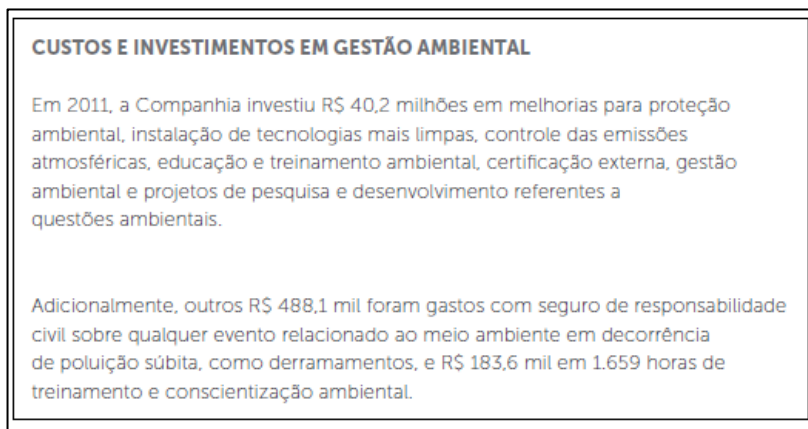 CUSTOS E INVESTIMENTOS EM GESTÃO AMBIENTAL
Em 2011, a Companhia investiu R$ 40,2 milhões em melhorias para proteção
ambiental, instalação de tecnologias mais limpas, controle das emissões
atmosféricas, educação e treinamento ambiental, certificação externa, gestão
ambiental e projetos de pesquisa e desenvolvimento referentes a
questões ambientais.
Adicionalmente, outros R$ 488,1 mil foram gastos com seguro de responsabilidade
civil sobre qualquer evento relacionado ao meio ambiente em decorrência
de poluição súbita, como derramamentos, e R$ 183,6 mil em 1.659 horas de
treinamento e conscientização ambiental.